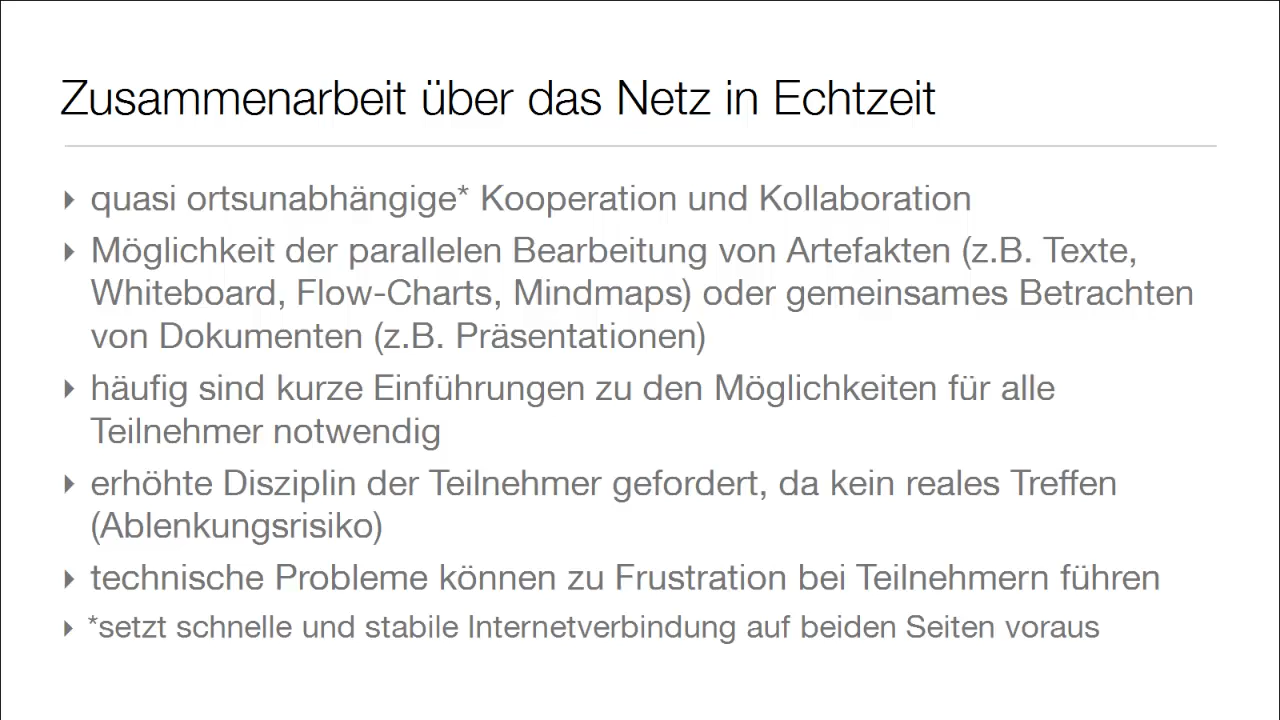 Zusammenarbeit über das Netz in Echtzeit
quasi ortsunabhängige* Kooperation und Kollaboration
Möglichkeit der parallelen Bearbeitung von Artefakten (z.B. Texte,
Whiteboard, Flow-Charts, Mindmaps) oder gemeinsames Betrachten
von Dokumenten (z.B. Präsentationen)
häufig sind kurze Einführungen zu den Möglichkeiten für alle
Teilnehmer notwendig
erhöhte Disziplin der Teilnehmer gefordert, da kein reales Treffen
(Ablenkungsrisiko)
technische Probleme können zu Frustration bei Teilnehmern führen
*setzt schnelle und stabile Internetverbindung auf beiden Seiten voraus